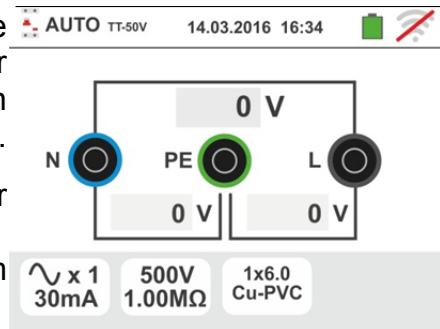 AUTO TT-50V 14.03.2016 16:34
0 V
N PE L
0 V 0 V
x 1 500V 1x6.0
30mA 1.00MΩ Cu-PVC